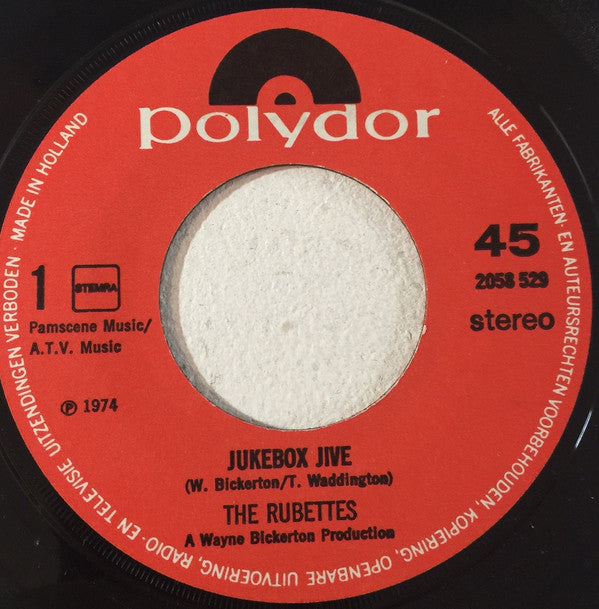 polydor
45
2058 529
stereo
1
STEMRA
Pamscene Music/
A.T.V. Music
℗ 1974
JUKEBOX JIVE
(W. Bickerton/T. Waddington)
THE RUBETTES
A Wayne Bickerton Production
ALLE FABRIKANTEN- EN AUTEURSRECHTEN VOORBEHOUDEN, KOPIERING, OPENBARE UITVOERING, RADIO- EN TELEVISIE UITZENDINGEN VERBODEN · MADE IN HOLLAND